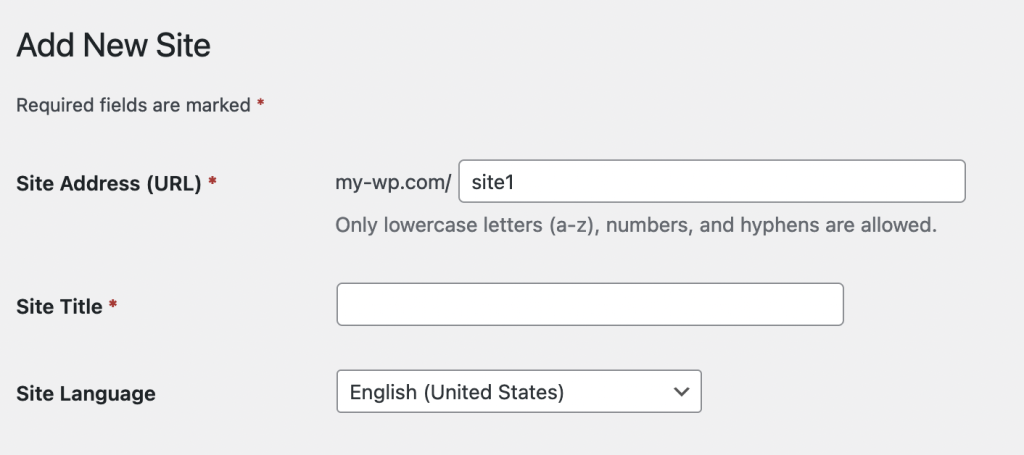 Add New Site
Required fields are marked *
Site Address (URL) * my-wp.com/ site1
Only lowercase letters (a-z), numbers, and hyphens are allowed.
Site Title *
Site Language English (United States)